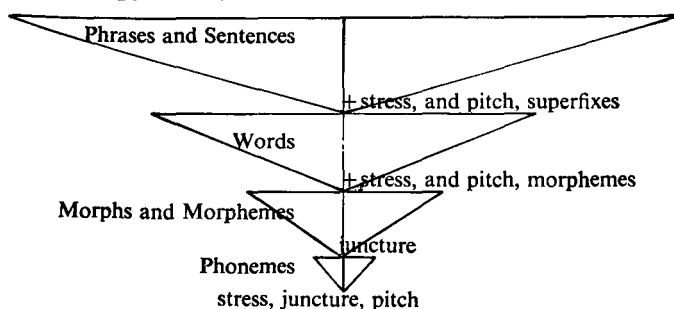 Phrases and Sentences
+ stress, and pitch, superfixes
Words
+ stress, and pitch, morphemes
Morphs and Morphemes
juncture
Phonemes
stress, juncture, pitch